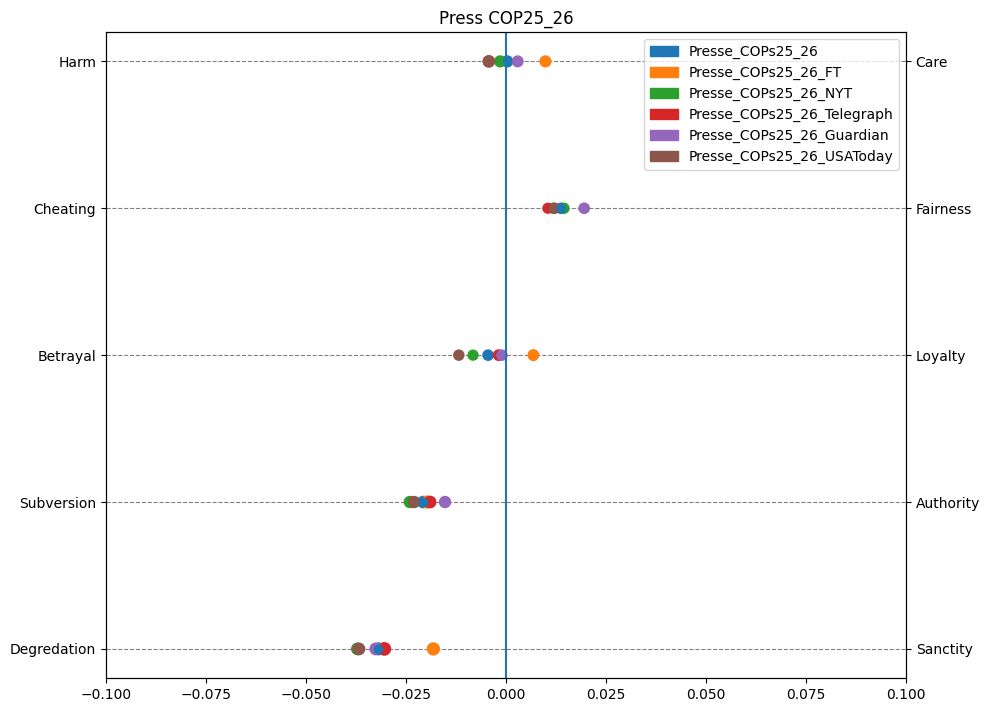 Press COP25_26
Harm
Care
Presse_COPs25_26
Presse_COPs25_26_FT
Presse_COPs25_26_NYT
Presse_COPs25_26_Telegraph
Presse_COPs25_26_Guardian
Presse_COPs25_26_USAToday
Cheating
Fairness
Betrayal
Loyalty
Subversion
Authority
Degredation
Sanctity
−0.100
−0.075
−0.050
−0.025
0.000
0.025
0.050
0.075
0.100